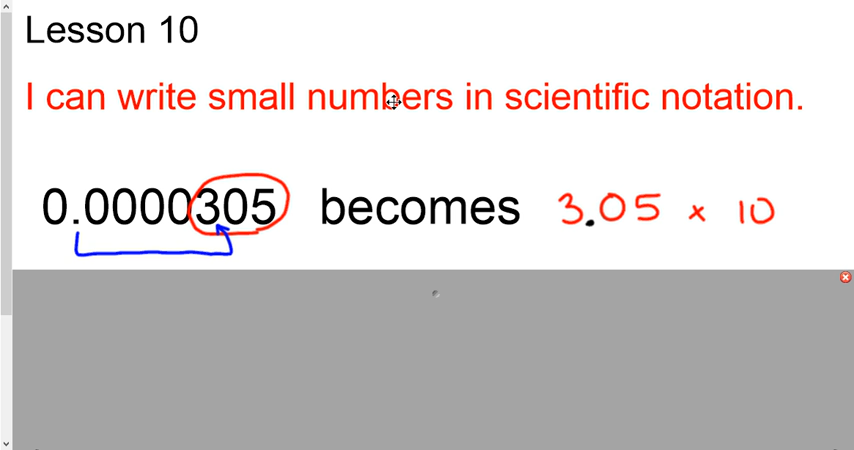 Lesson 10
I can write small numbers in scientific notation.
0.0000305 becomes 3.05 x 10